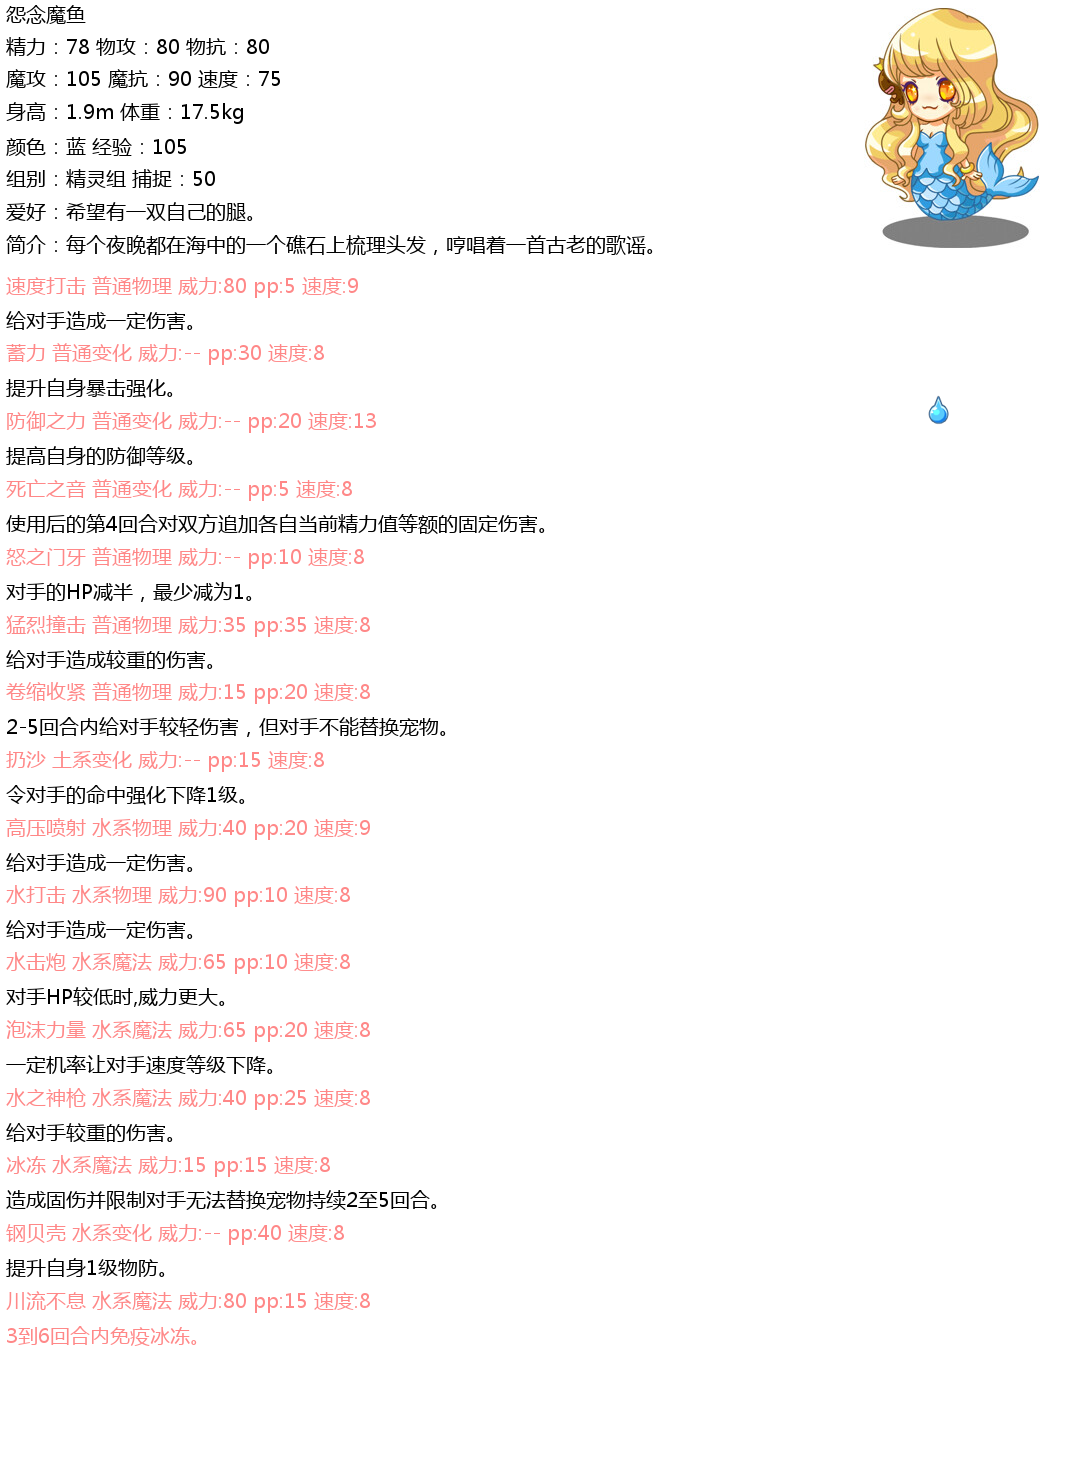 怨念魔鱼
精力：78 物攻：80 物抗：80
魔攻：105 魔抗：90 速度：75
身高：1.9m 体重：17.5kg
颜色：蓝 经验：105
组别：精灵组 捕捉：50
爱好：希望有一双自己的腿。
简介：每个夜晚都在海中的一个礁石上梳理头发，哼唱着一首古老的歌谣。
速度打击 普通物理 威力:80 pp:5 速度:9
给对手造成一定伤害。
蓄力 普通变化 威力:-- pp:30 速度:8
提升自身暴击强化。
防御之力 普通变化 威力:-- pp:20 速度:13
提高自身的防御等级。
死亡之音 普通变化 威力:-- pp:5 速度:8
使用后的第4回合对双方追加各自当前精力值等额的固定伤害。
怒之门牙 普通物理 威力:-- pp:10 速度:8
对手的HP减半，最少减为1。
猛烈撞击 普通物理 威力:35 pp:35 速度:8
给对手造成较重的伤害。
卷缩收紧 普通物理 威力:15 pp:20 速度:8
2-5回合内给对手较轻伤害，但对手不能替换宠物。
扔沙 土系变化 威力:-- pp:15 速度:8
令对手的命中强化下降1级。
高压喷射 水系物理 威力:40 pp:20 速度:9
给对手造成一定伤害。
水打击 水系物理 威力:90 pp:10 速度:8
给对手造成一定伤害。
水击炮 水系魔法 威力:65 pp:10 速度:8
对手HP较低时,威力更大。
泡沫力量 水系魔法 威力:65 pp:20 速度:8
一定机率让对手速度等级下降。
水之神枪 水系魔法 威力:40 pp:25 速度:8
给对手较重的伤害。
冰冻 水系魔法 威力:15 pp:15 速度:8
造成固伤并限制对手无法替换宠物持续2至5回合。
钢贝壳 水系变化 威力:-- pp:40 速度:8
提升自身1级物防。
川流不息 水系魔法 威力:80 pp:15 速度:8
3到6回合内免疫冰冻。